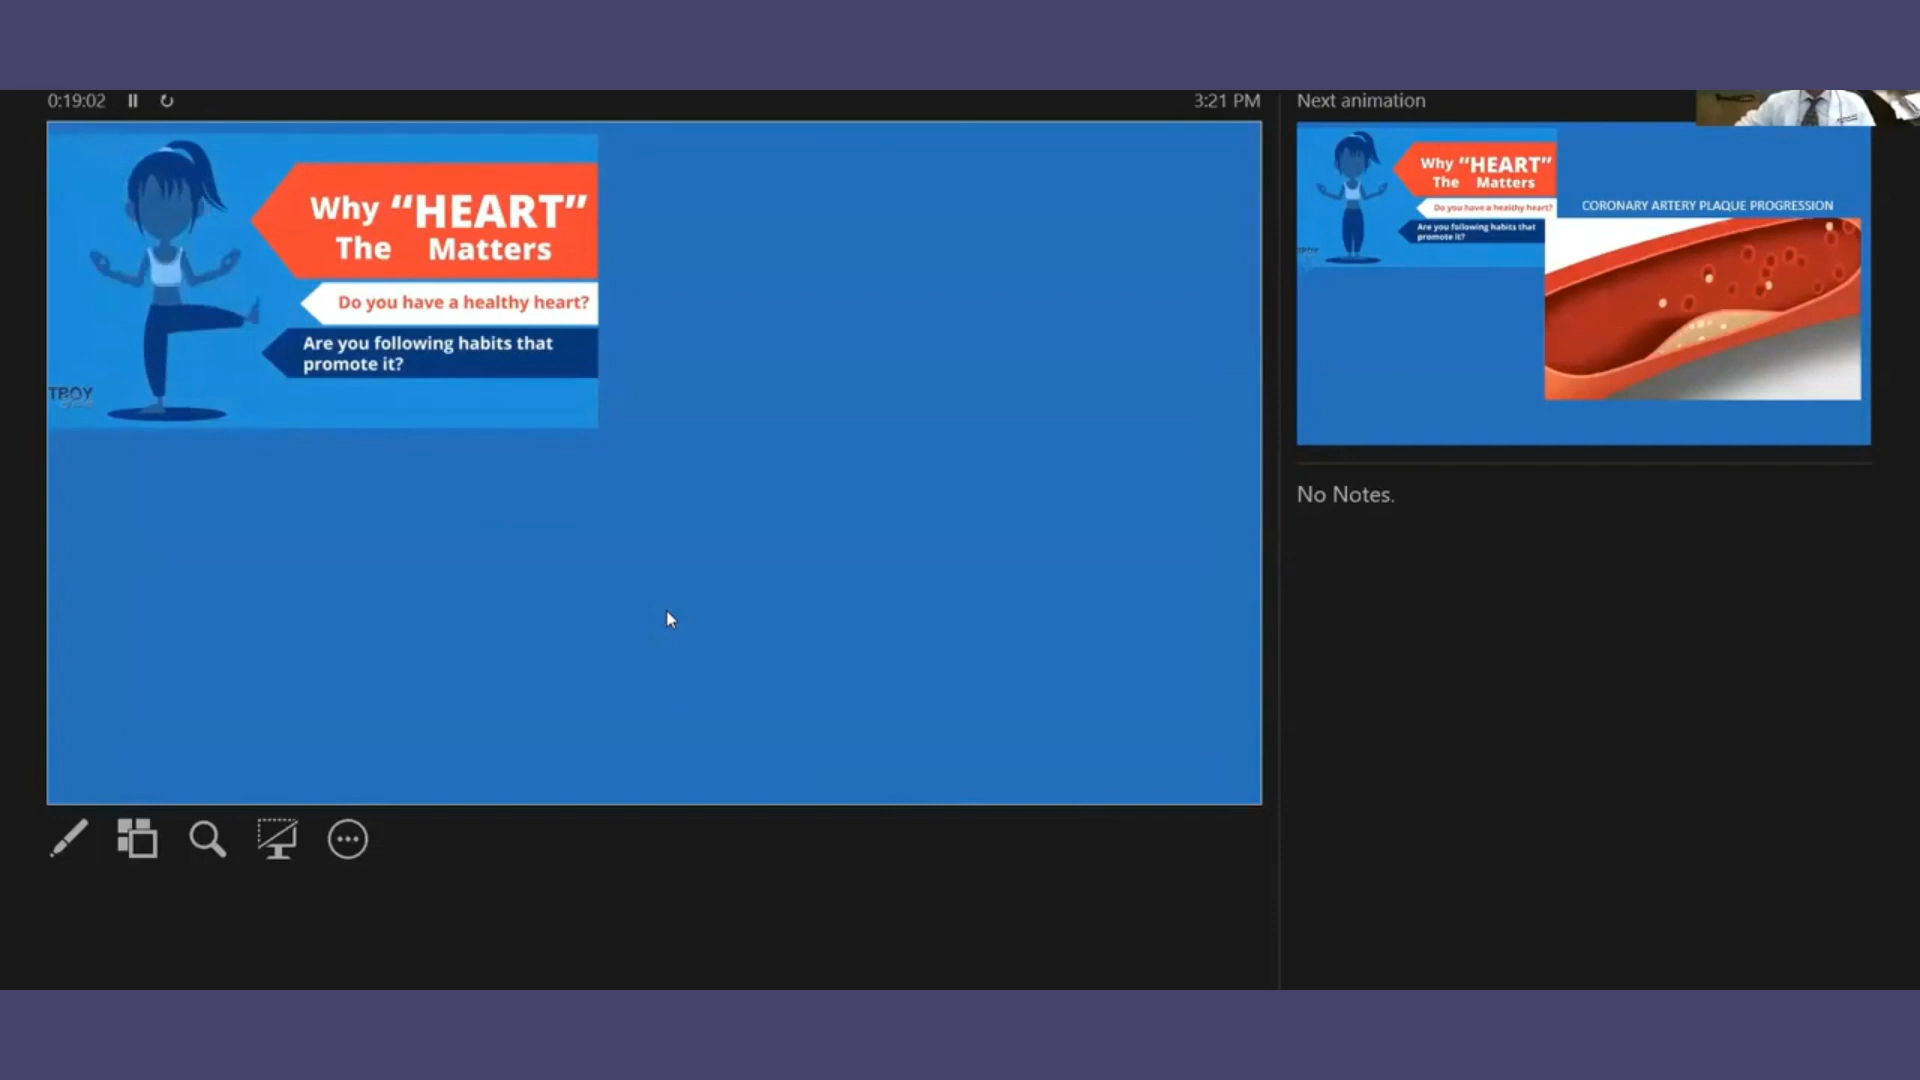 0:19:02
3:21 PM
Why “HEART”
The Matters
Do you have a healthy heart?
Are you following habits that
promote it?
TROY
Next animation
Why “HEART”
The Matters
Do you have a healthy heart?
Are you following habits that
promote it?
CORONARY ARTERY PLAQUE PROGRESSION
No Notes.